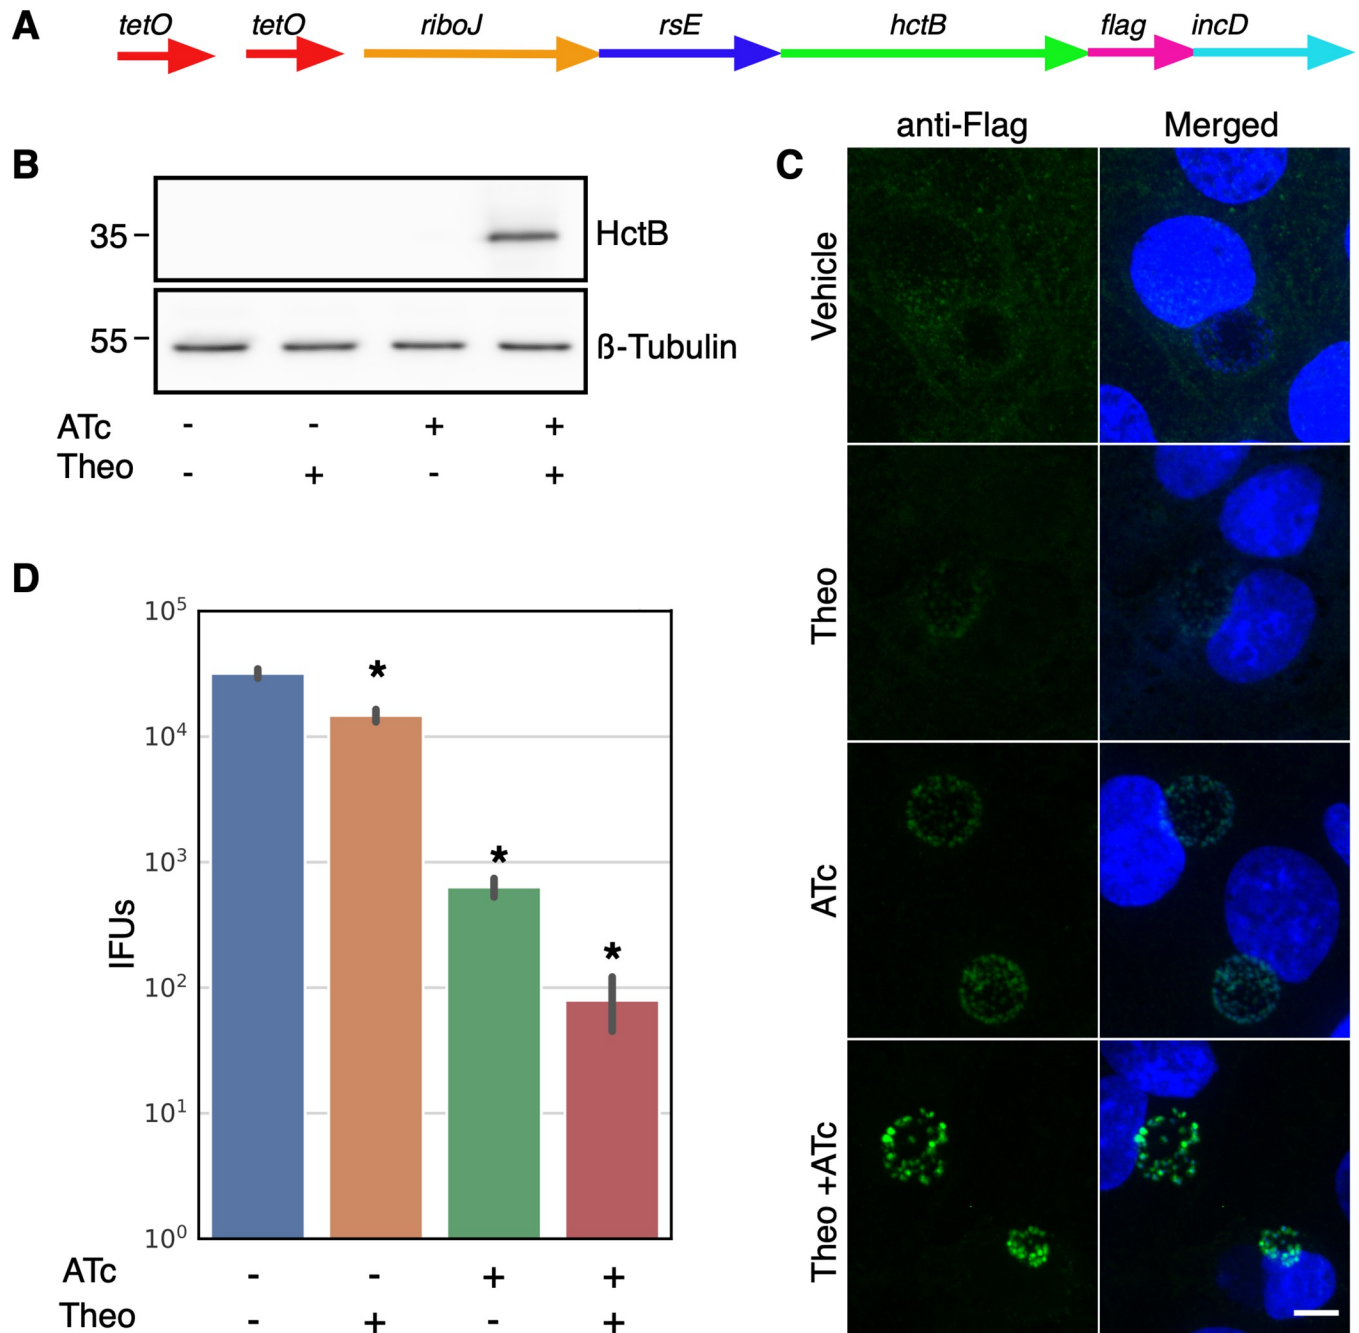 A
tetO tetO riboJ rsE hctB flag incD
B
35
HctB
55
ß-Tubulin
ATc - - + +
Theo - + - +
C
anti-Flag Merged
Vehicle
Theo
ATc
Theo +ATc
D
10^5
10^4
10^3
10^2
10^1
10^0
IFUs
*
*
*
ATc - - + +
Theo - + - +